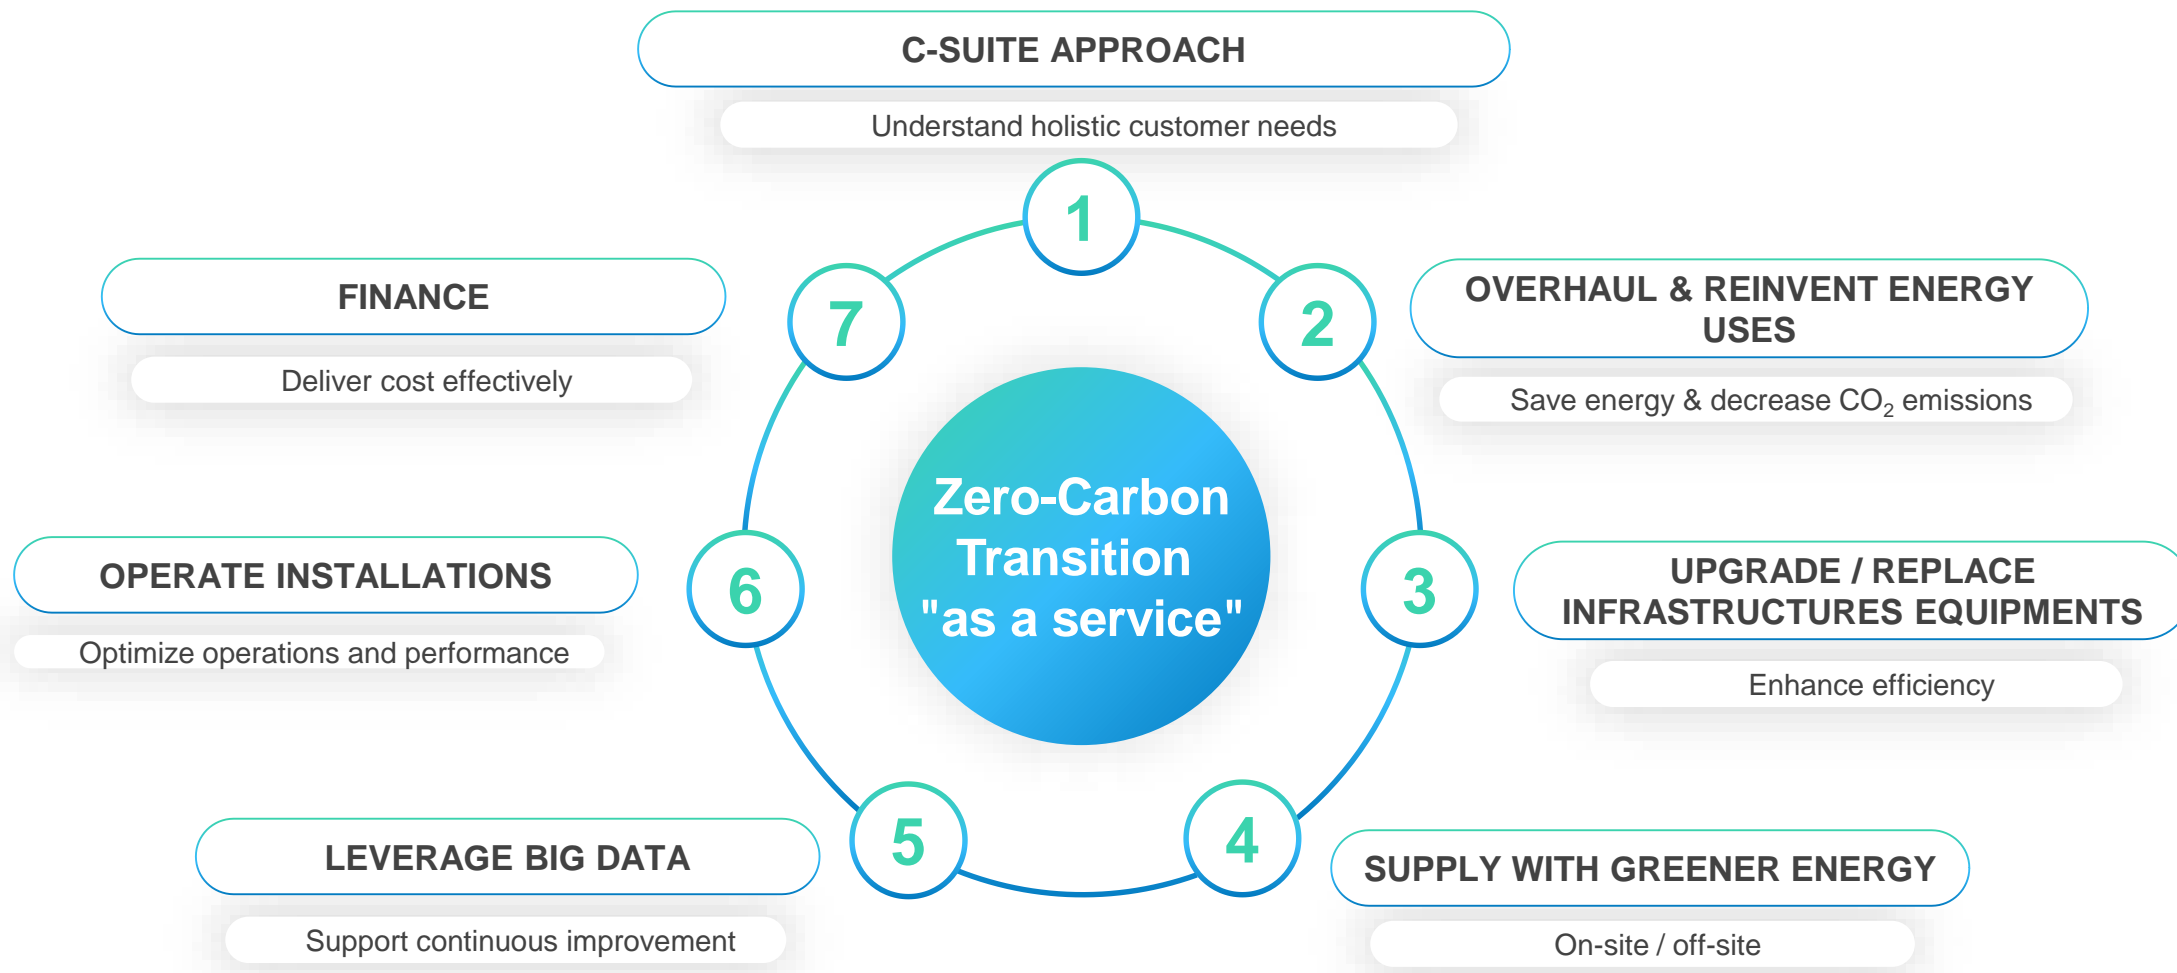 C-SUITE APPROACH
Understand holistic customer needs
1
2
OVERHAUL & REINVENT ENERGY
USES
Save energy & decrease CO₂ emissions
3
UPGRADE / REPLACE
INFRASTRUCTURES EQUIPMENTS
Enhance efficiency
4
SUPPLY WITH GREENER ENERGY
On-site / off-site
5
LEVERAGE BIG DATA
Support continuous improvement
6
OPERATE INSTALLATIONS
Optimize operations and performance
7
FINANCE
Deliver cost effectively
Zero-Carbon
Transition
"as a service"